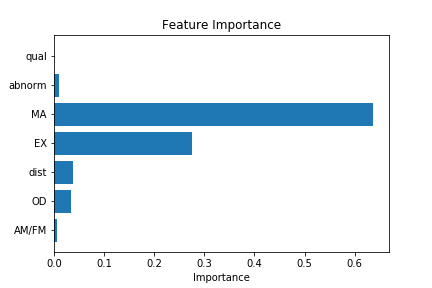 Feature Importance
qual
abnorm
MA
EX
dist
OD
AM/FM
0.0 0.1 0.2 0.3 0.4 0.5 0.6
Importance